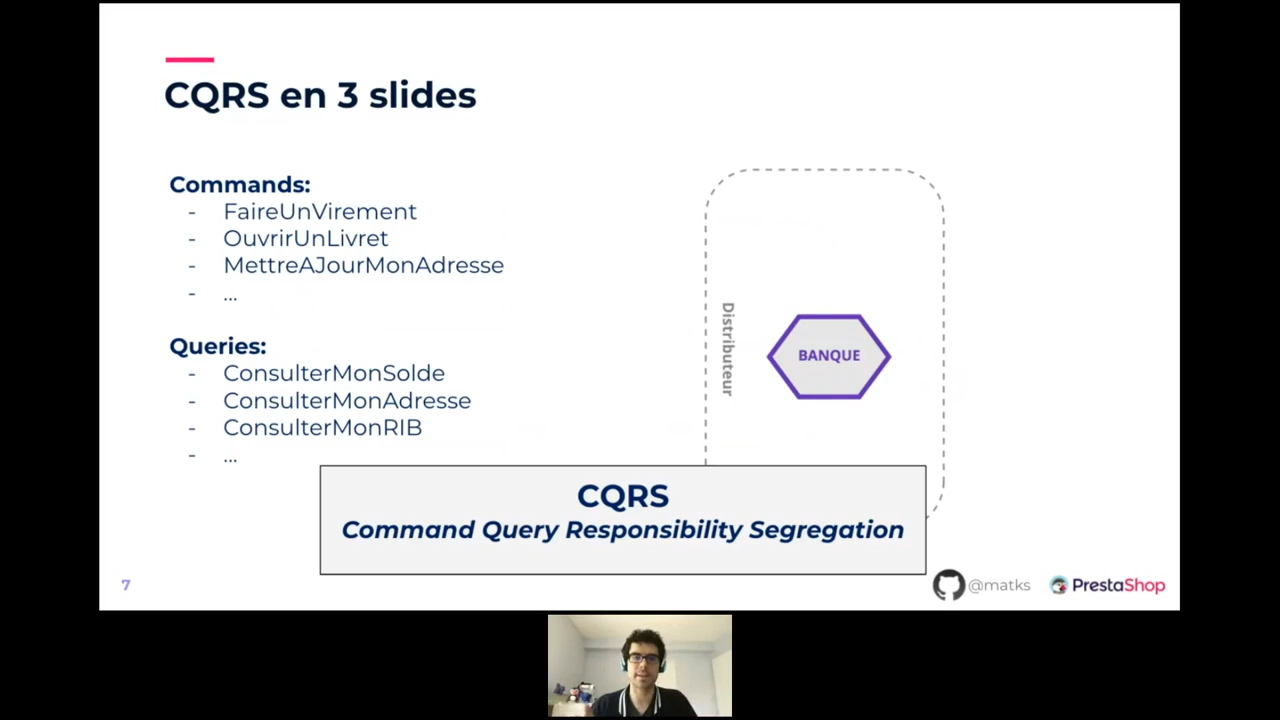 CQRS en 3 slides
Commands:
- FaireUnVirement
- OuvrirUnLivret
- MettreAJourMonAdresse
- ...
Queries:
- ConsulterMonSolde
- ConsulterMonAdresse
- ConsulterMonRIB
- ...
Distributeur
BANQUE
CQRS
Command Query Responsibility Segregation
7
@matks
PrestaShop